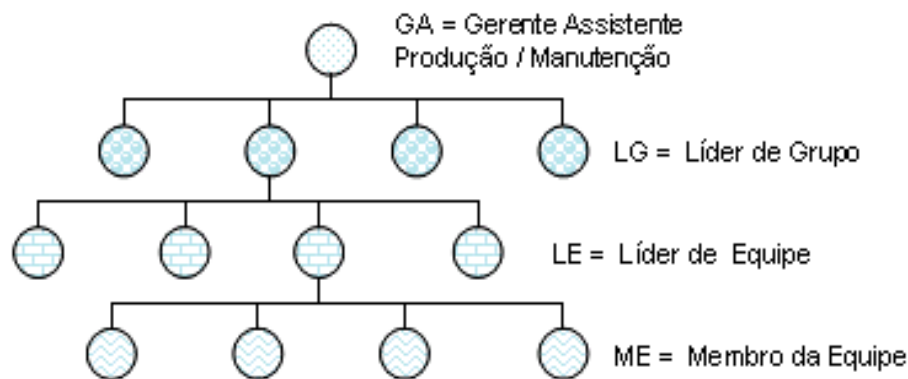 GA = Gerente Assistente
Produção / Manutenção
LG = Líder de Grupo
LE = Líder de Equipe
ME = Membro da Equipe